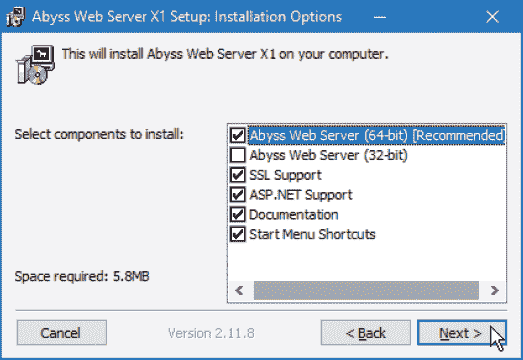 Abyss Web Server X1 Setup: Installation Options
This will install Abyss Web Server X1 on your computer.
Select components to install:
Abyss Web Server (64-bit) [Recommended
Abyss Web Server (32-bit)
SSL Support
ASP.NET Support
Documentation
Start Menu Shortcuts
Space required: 5.8MB
Cancel
Version 2.11.8
< Back
Next >